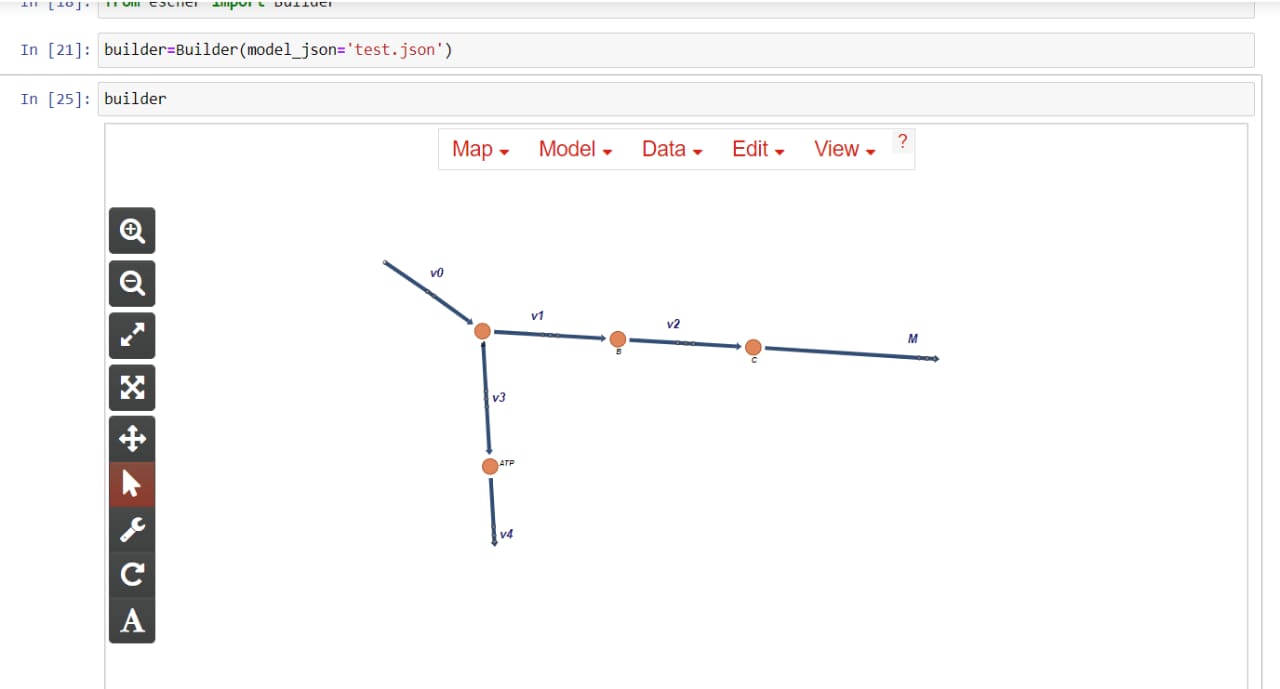 In [18]: from escher import Builder
In [21]: builder=Builder(model_json='test.json')
In [25]: builder
Map Model Data Edit View ?
v0
v1
v2
B
C
M
v3
ATP
v4
A